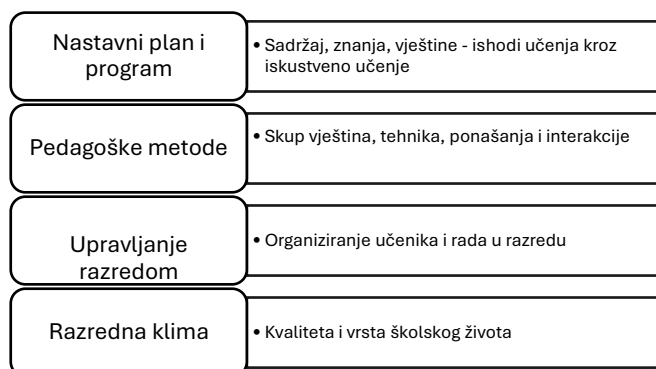 Nastavni plan i
program
• Sadržaj, znanja, vještine - ishodi učenja kroz
iskustveno učenje
Pedagoške metode
• Skup vještina, tehnika, ponašanja i interakcije
Upravljanje
razredom
• Organiziranje učenika i rada u razredu
Razredna klima
• Kvaliteta i vrsta školskog života